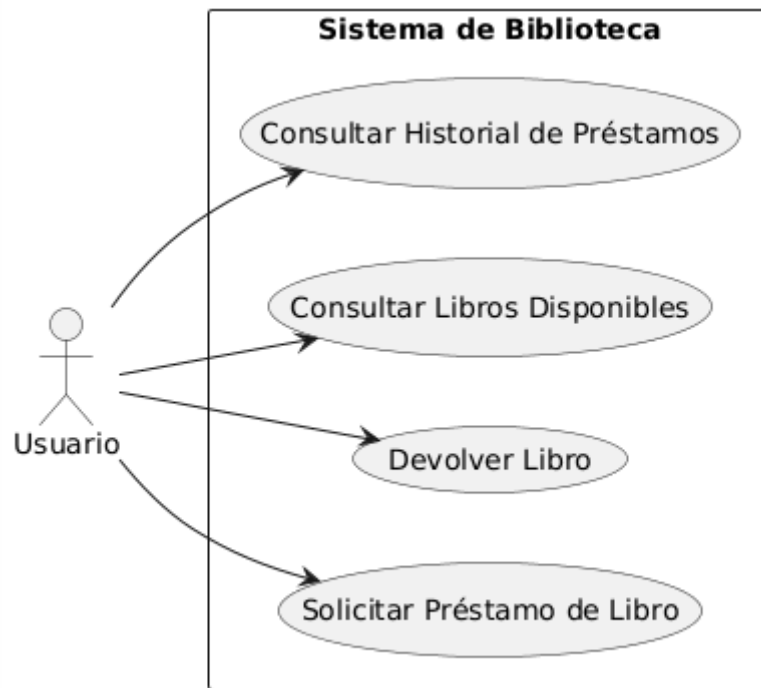 Sistema de Biblioteca
Consultar Historial de Préstamos
Consultar Libros Disponibles
Usuario
Devolver Libro
Solicitar Préstamo de Libro